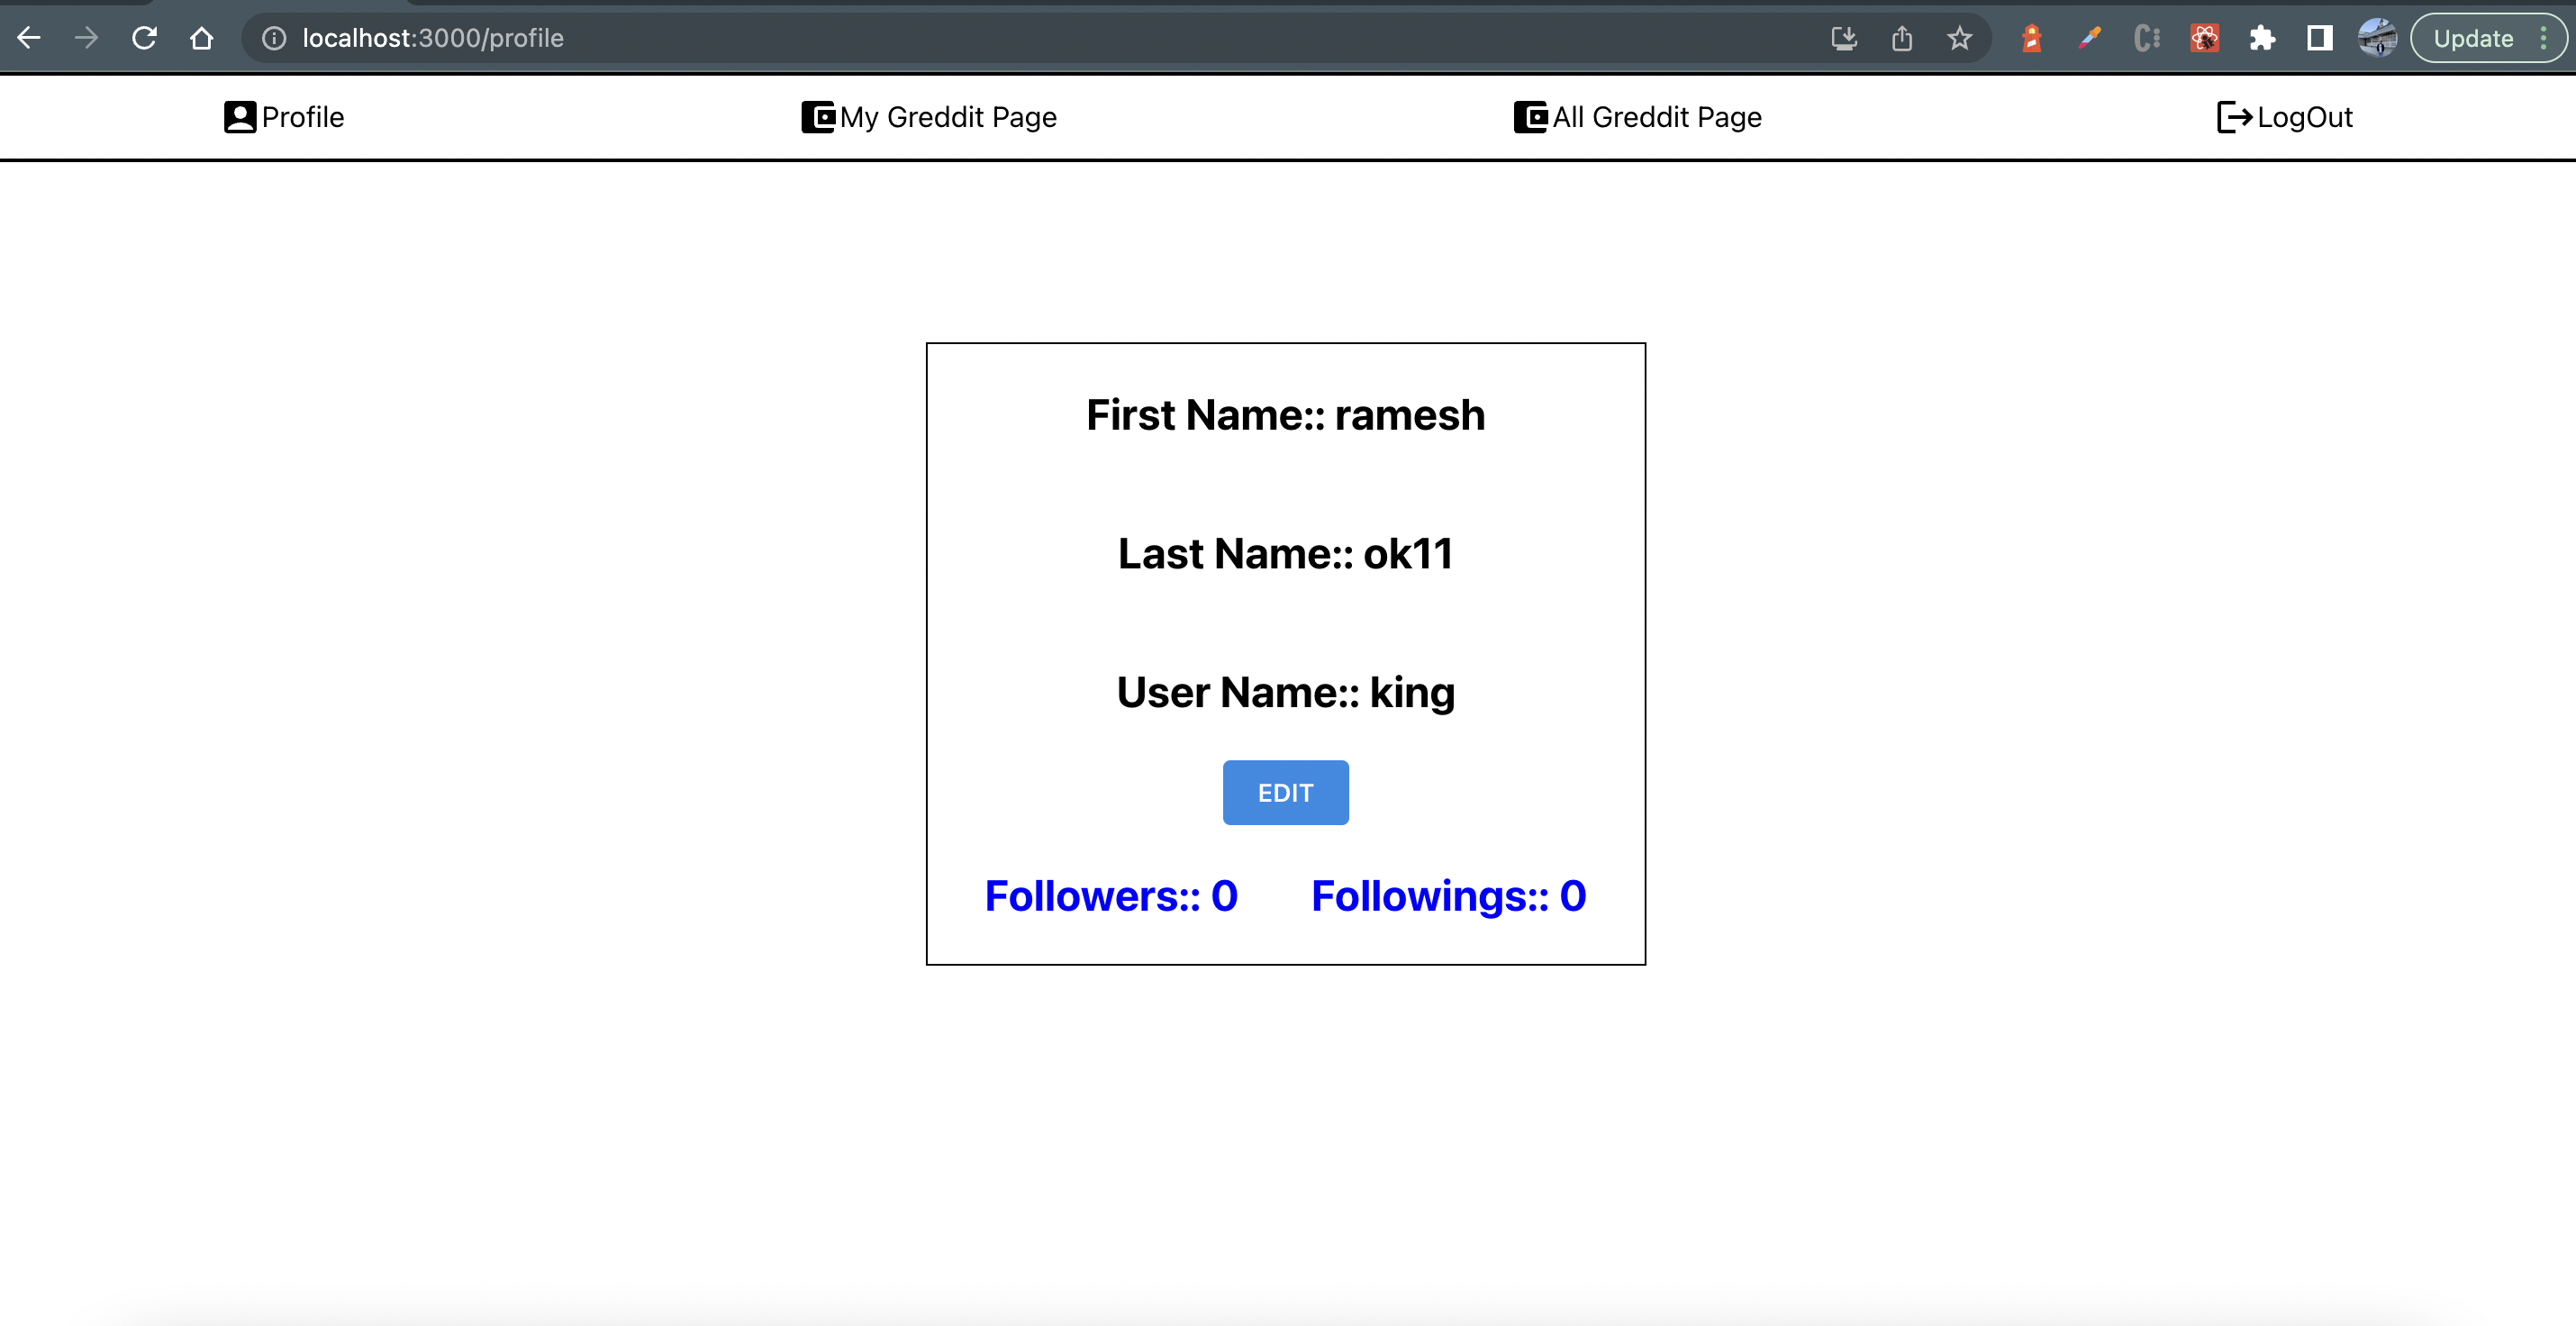 localhost:3000/profile
Update
Profile
My Greddit Page
All Greddit Page
LogOut
First Name:: ramesh
Last Name:: ok11
User Name:: king
EDIT
Followers:: 0 Followings:: 0